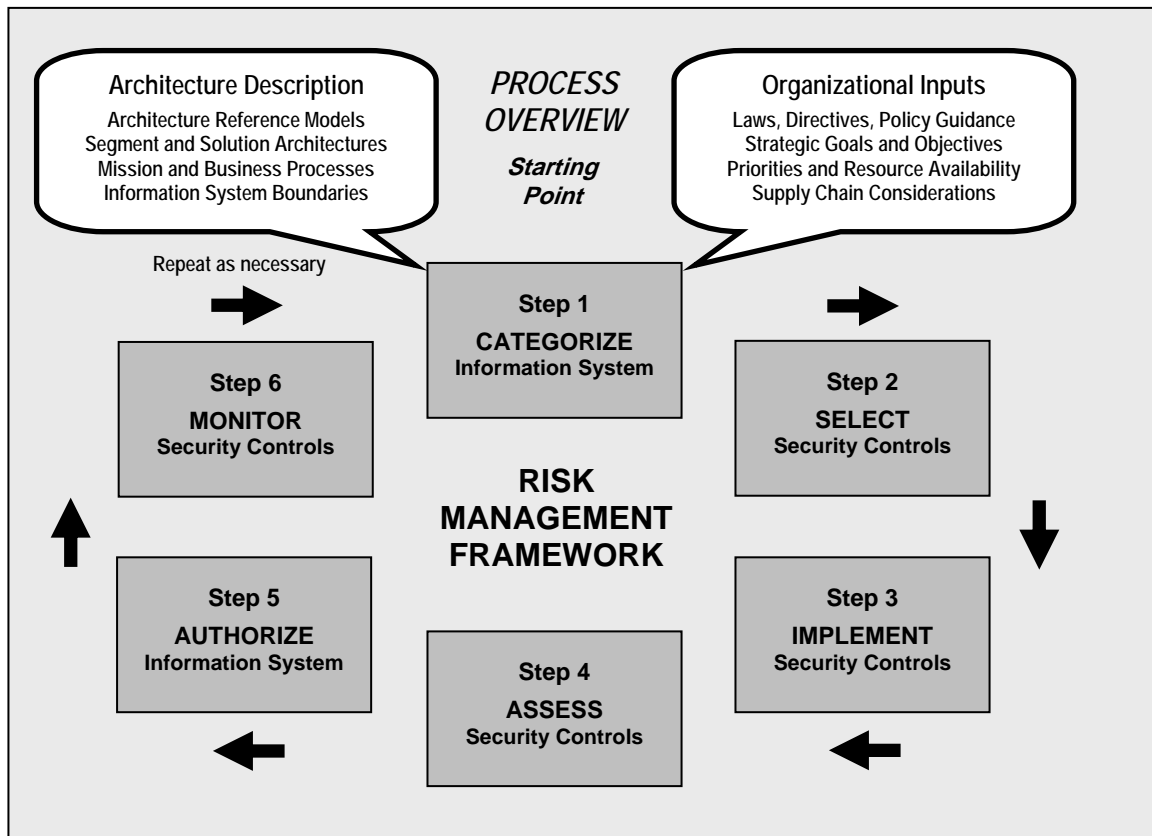 Architecture Description
Architecture Reference Models
Segment and Solution Architectures
Mission and Business Processes
Information System Boundaries
PROCESS
OVERVIEW
Starting
Point
Organizational Inputs
Laws, Directives, Policy Guidance
Strategic Goals and Objectives
Priorities and Resource Availability
Supply Chain Considerations
Repeat as necessary
Step 1
CATEGORIZE
Information System
Step 2
SELECT
Security Controls
Step 3
IMPLEMENT
Security Controls
Step 4
ASSESS
Security Controls
Step 5
AUTHORIZE
Information System
Step 6
MONITOR
Security Controls
RISK
MANAGEMENT
FRAMEWORK